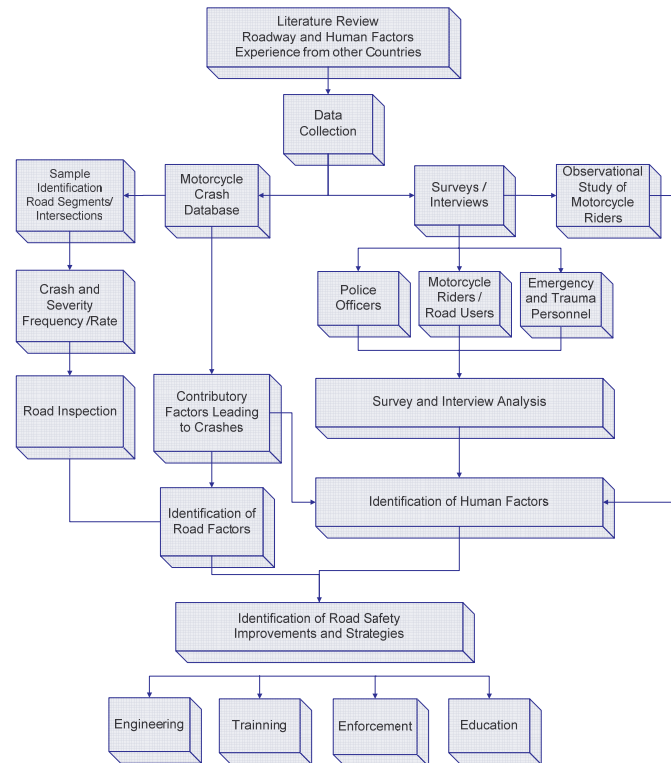 Literature Review
Roadway and Human Factors
Experience from other Countries
Data
Collection
Sample
Identification
Road Segments/
Intersections
Motorcycle
Crash
Database
Surveys /
Interviews
Observational
Study of
Motorcycle
Riders
Crash and
Severity
Frequency /Rate
Police
Officers
Motorcycle
Riders /
Road Users
Emergency
and Trauma
Personnel
Road Inspection
Contributory
Factors Leading
to Crashes
Survey and Interview Analysis
Identification of
Road Factors
Identification of Human Factors
Identification of Road Safety
Improvements and Strategies
Engineering
Trainning
Enforcement
Education